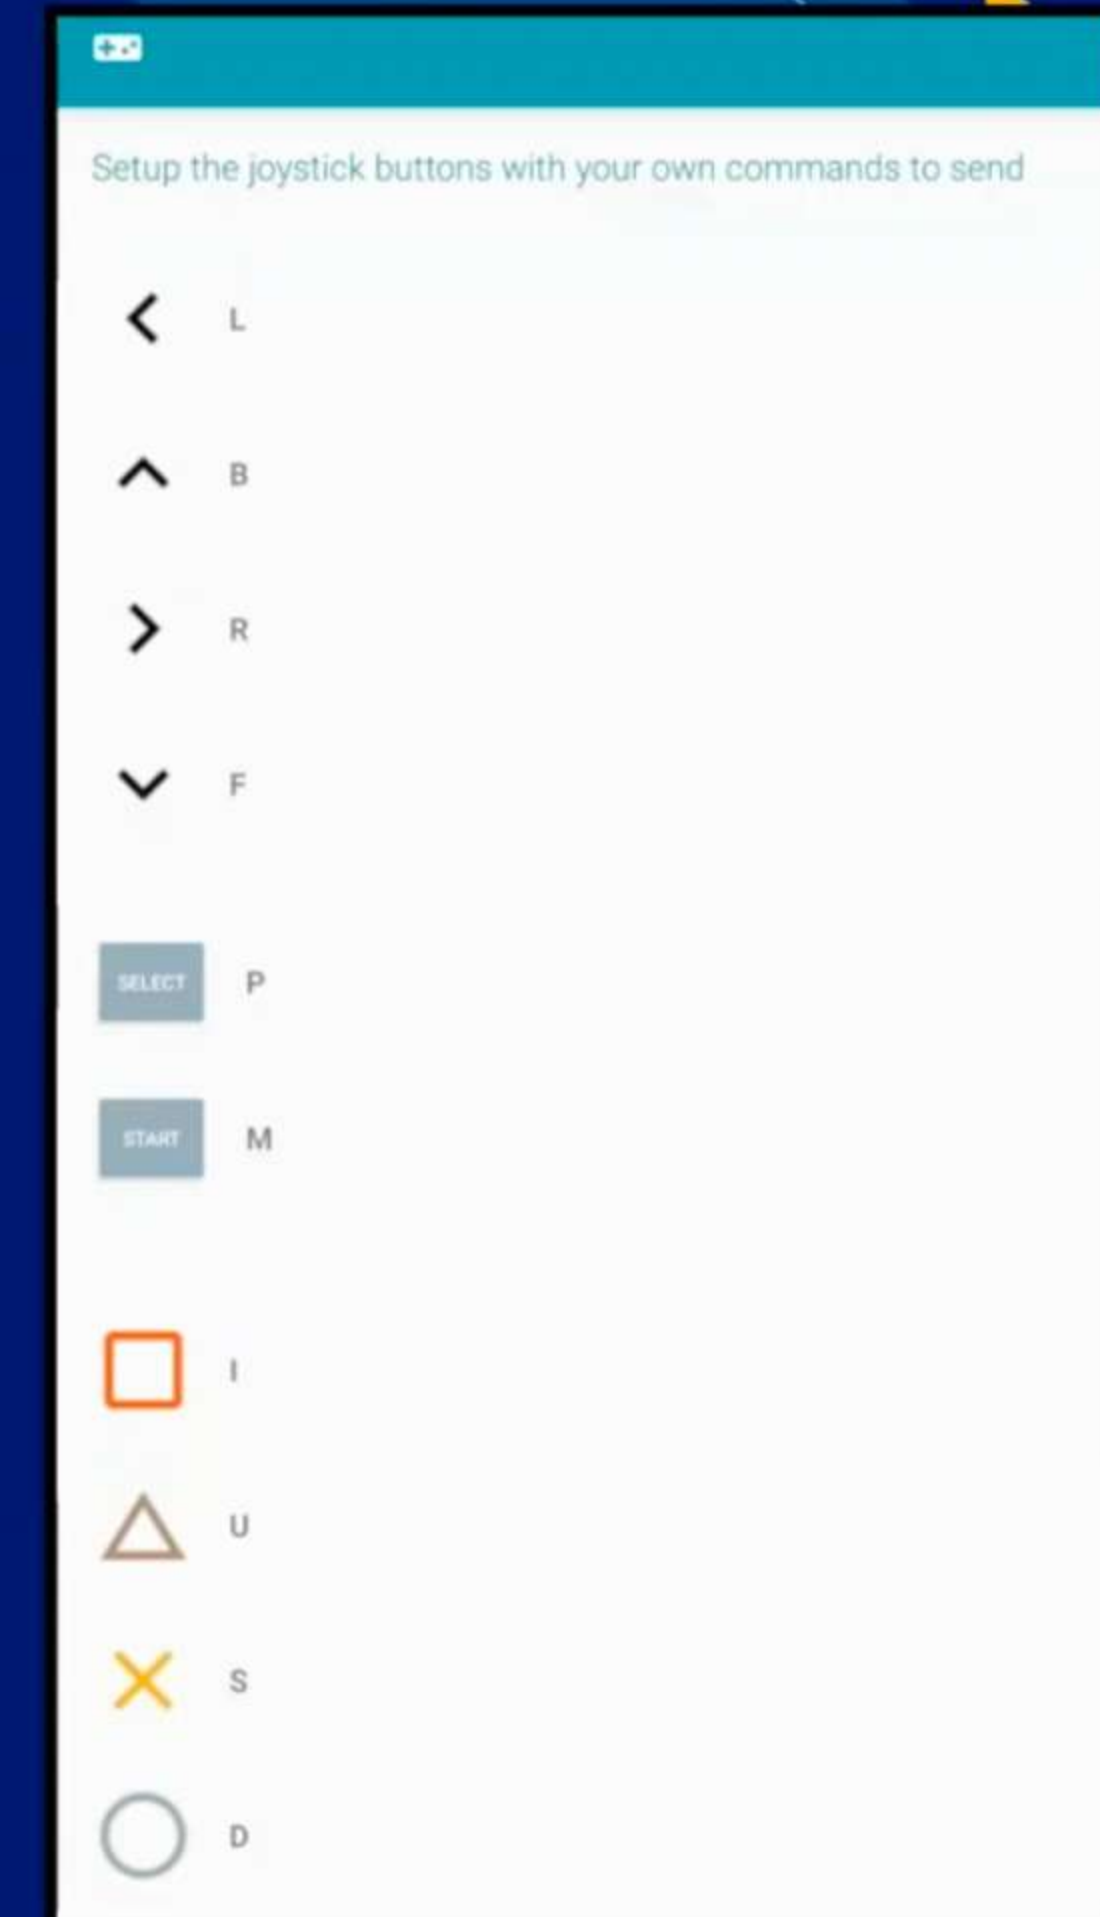 Setup the joystick buttons with your own commands to send
L
B
R
F
SELECT P
START M
I
U
S
D